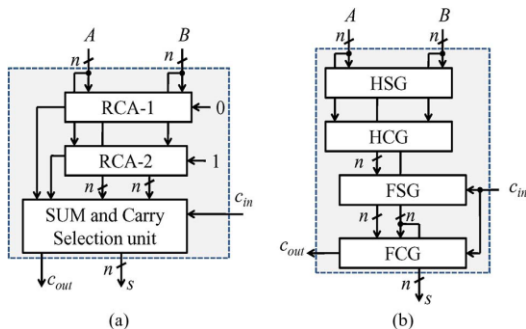 A B
n n
RCA-1 0
RCA-2 1
n n
SUM and Carry
Selection unit
c_in
c_out n s
(a)
A B
n n
HSG
HCG
n
FSG c_in
n n
c_out FCG
n s
(b)